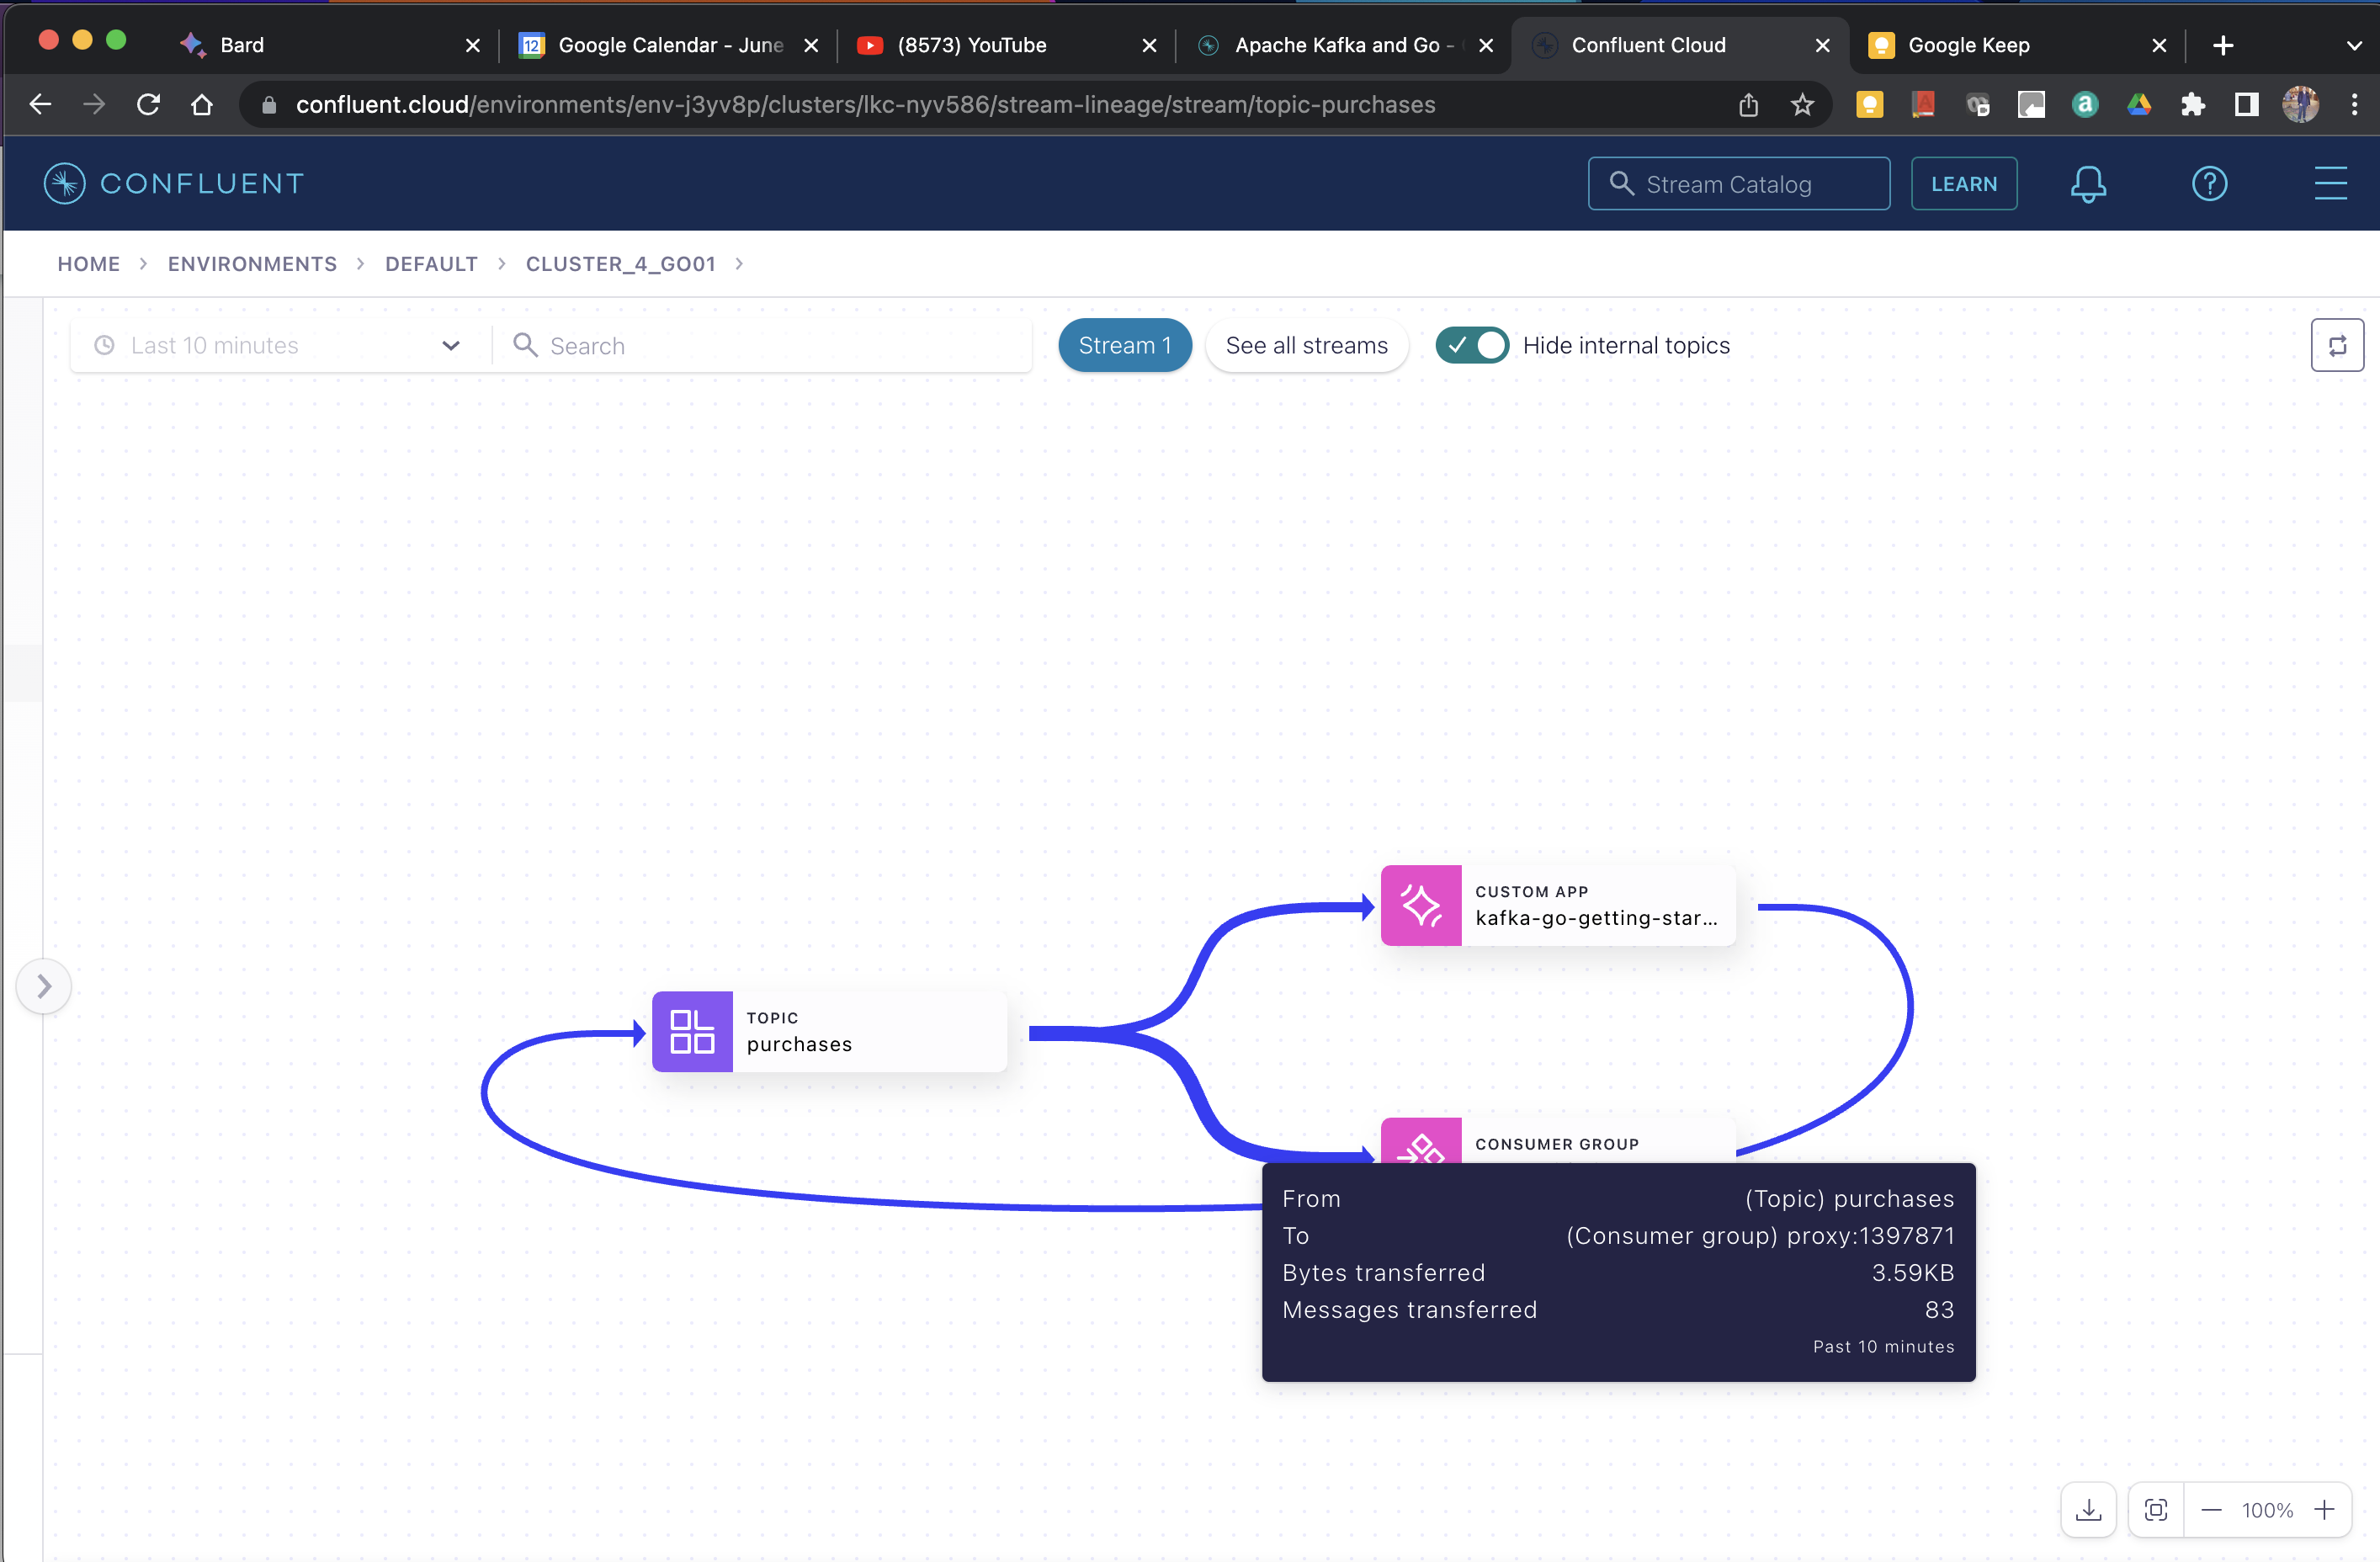 Bard
Google Calendar - June
(8573) YouTube
Apache Kafka and Go -
Confluent Cloud
Google Keep
confluent.cloud/environments/env-j3yv8p/clusters/lkc-nyv586/stream-lineage/stream/topic-purchases
CONFLUENT
Stream Catalog
LEARN
HOME > ENVIRONMENTS > DEFAULT > CLUSTER_4_GO01 >
Last 10 minutes
Search
Stream 1
See all streams
Hide internal topics
CUSTOM APP
kafka-go-getting-star...
TOPIC
purchases
CONSUMER GROUP
From (Topic) purchases
To (Consumer group) proxy:1397871
Bytes transferred 3.59KB
Messages transferred 83
Past 10 minutes
100%